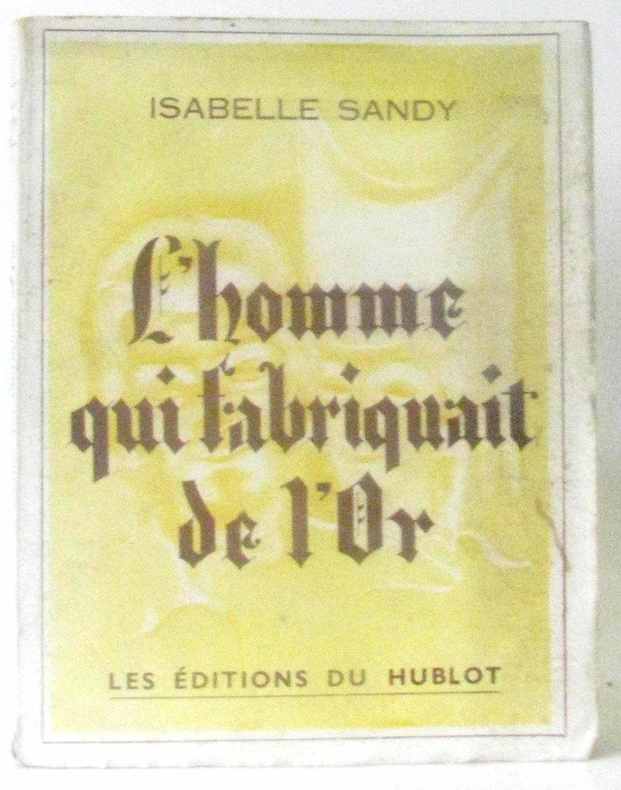 ISABELLE SANDY
L'homme
qui fabriquait
de l'Or
LES ÉDITIONS DU HUBLOT